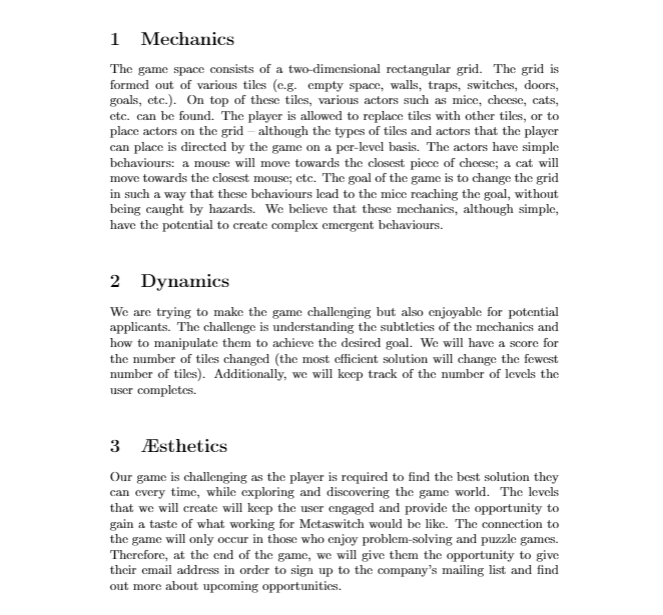 1 Mechanics
The game space consists of a two-dimensional rectangular grid. The grid is
formed out of various tiles (e.g. empty space, walls, traps, switches, doors,
goals, etc.). On top of these tiles, various actors such as mice, cheese, cats,
etc. can be found. The player is allowed to replace tiles with other tiles, or to
place actors on the grid – although the types of tiles and actors that the player
can place is directed by the game on a per-level basis. The actors have simple
behaviours: a mouse will move towards the closest piece of cheese; a cat will
move towards the closest mouse; etc. The goal of the game is to change the grid
in such a way that these behaviours lead to the mice reaching the goal, without
being caught by hazards. We believe that these mechanics, although simple,
have the potential to create complex emergent behaviours.
2 Dynamics
We are trying to make the game challenging but also enjoyable for potential
applicants. The challenge is understanding the subtleties of the mechanics and
how to manipulate them to achieve the desired goal. We will have a score for
the number of tiles changed (the most efficient solution will change the fewest
number of tiles). Additionally, we will keep track of the number of levels the
user completes.
3 Æsthetics
Our game is challenging as the player is required to find the best solution they
can every time, while exploring and discovering the game world. The levels
that we will create will keep the user engaged and provide the opportunity to
gain a taste of what working for Metaswitch would be like. The connection to
the game will only occur in those who enjoy problem-solving and puzzle games.
Therefore, at the end of the game, we will give them the opportunity to give
their email address in order to sign up to the company's mailing list and find
out more about upcoming opportunities.